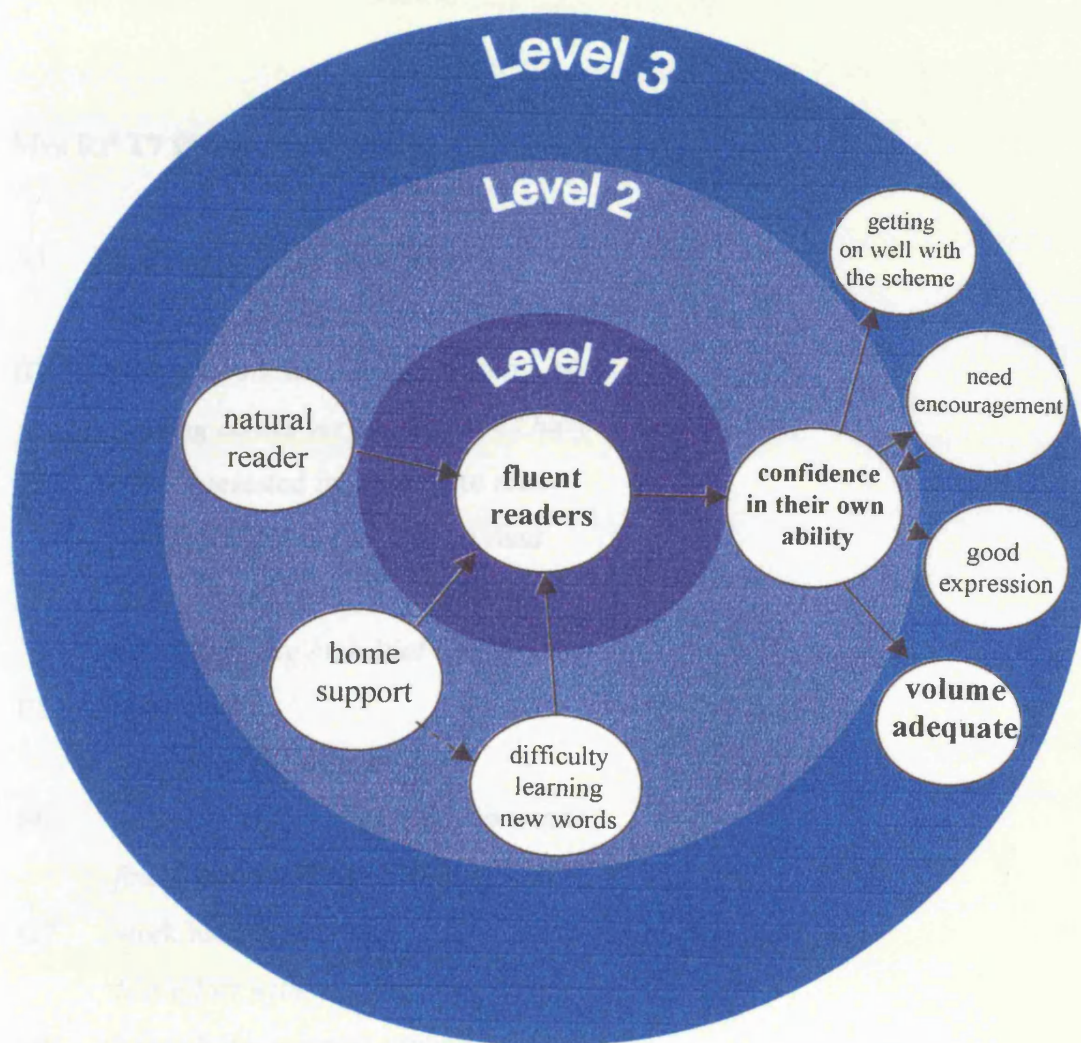 Level 3
Level 2
Level 1
getting
on well with
the scheme
natural
reader
need
encouragement
fluent
readers
confidence
in their own
ability
good
expression
home
support
volume
adequate
difficulty
learning
new words